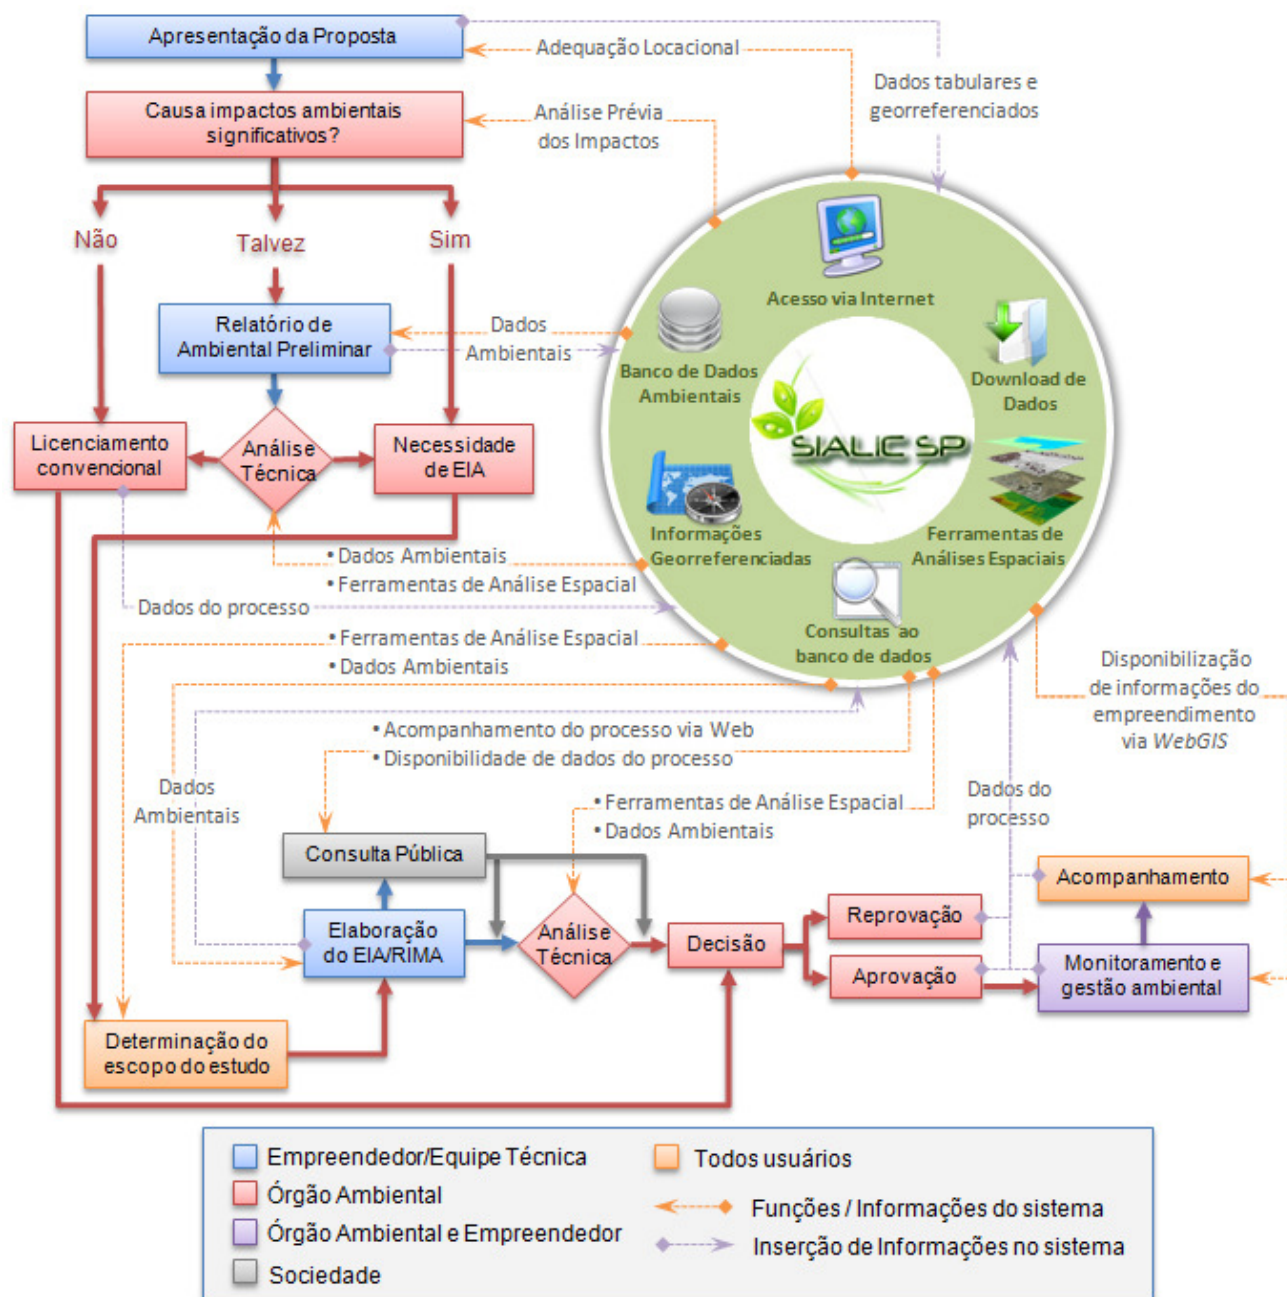 Apresentação da Proposta
Adequação Locacional
Dados tabulares e
georreferenciados
Causa impactos ambientais
significativos?
Análise Prévia
dos Impactos
Não
Talvez
Sim
Acesso via Internet
Relatório de
Ambiental Preliminar
Dados
Ambientais
Banco de Dados
Ambientais
Download de
Dados
SIALIC SP
Licenciamento
convencional
Análise
Técnica
Necessidade
de EIA
Informações
Georreferenciadas
Ferramentas de
Análises Espaciais
• Dados Ambientais
• Ferramentas de Análise Espacial
Dados do processo
Consultas ao
banco de dados
• Ferramentas de Análise Espacial
• Dados Ambientais
Disponibilização
de informações do
empreendimento
via WebGIS
• Acompanhamento do processo via Web
• Disponibilidade de dados do processo
Dados
Ambientais
• Ferramentas de Análise Espacial
• Dados Ambientais
Dados do
processo
Consulta Pública
Acompanhamento
Elaboração
do EIA/RIMA
Análise
Técnica
Decisão
Reprovação
Aprovação
Monitoramento e
gestão ambiental
Determinação do
escopo do estudo
Empreendedor/Equipe Técnica
Órgão Ambiental
Órgão Ambiental e Empreendedor
Sociedade
Todos usuários
Funções / Informações do sistema
Inserção de Informações no sistema